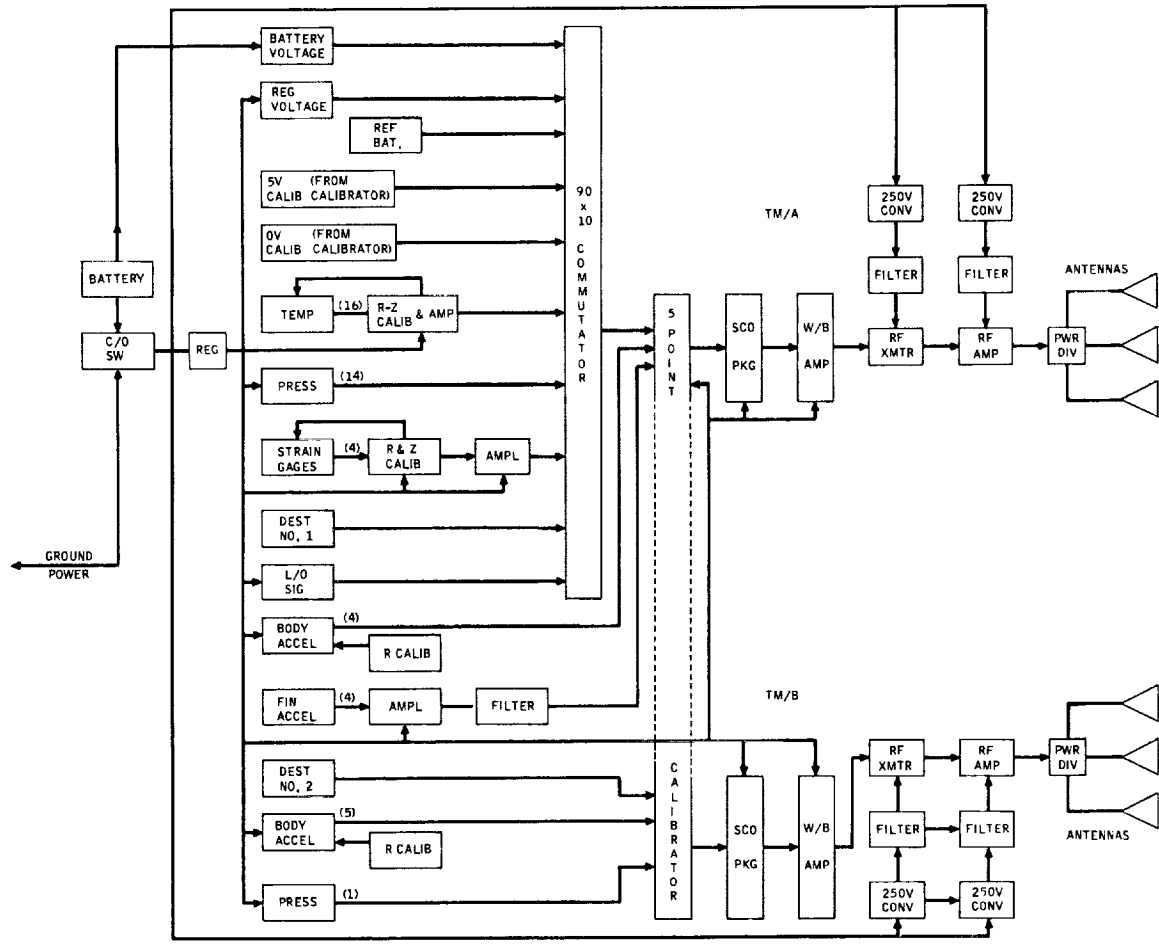 BATTERY
VOLTAGE
REG
VOLTAGE
REF
BAT.
5V (FROM
CALIB CALIBRATOR)
0V (FROM
CALIB CALIBRATOR)
TEMP
(16)
R-Z
CALIB & AMP
PRESS
(14)
STRAIN
GAGES
(4)
R & Z
CALIB
AMPL
DEST
NO. 1
L/O
SIG
BODY
ACCEL
(4)
R CALIB
FIN
ACCEL
(4)
AMPL
FILTER
DEST
NO. 2
BODY
ACCEL
(5)
R CALIB
PRESS
(1)
BATTERY
C/O
SW
REG
GROUND
POWER
90 x 10 COMMUTATOR
5 POINT CALIBRATOR
TM/A
SCO
PKG
W/B
AMP
250V
CONV
250V
CONV
FILTER
FILTER
RF
XMTR
RF
AMP
PWR
DIV
ANTENNAS
TM/B
SCO
PKG
W/B
AMP
RF
XMTR
RF
AMP
PWR
DIV
FILTER
FILTER
250V
CONV
250V
CONV
ANTENNAS